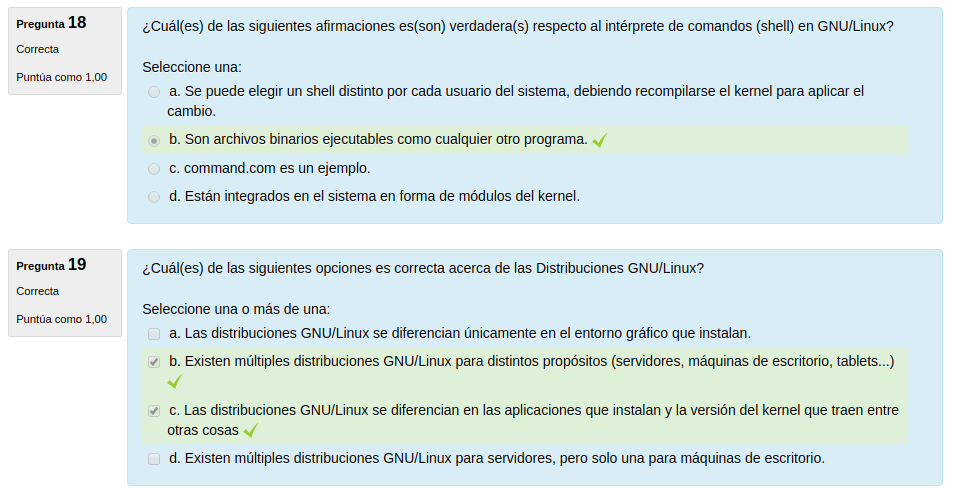 Pregunta 18
Correcta
Puntúa como 1,00
¿Cuál(es) de las siguientes afirmaciones es(son) verdadera(s) respecto al intérprete de comandos (shell) en GNU/Linux?
Seleccione una:
a. Se puede elegir un shell distinto por cada usuario del sistema, debiendo recompilarse el kernel para aplicar el
cambio.
b. Son archivos binarios ejecutables como cualquier otro programa.
c. command.com es un ejemplo.
d. Están integrados en el sistema en forma de módulos del kernel.
Pregunta 19
Correcta
Puntúa como 1,00
¿Cuál(es) de las siguientes opciones es correcta acerca de las Distribuciones GNU/Linux?
Seleccione una o más de una:
a. Las distribuciones GNU/Linux se diferencian únicamente en el entorno gráfico que instalan.
b. Existen múltiples distribuciones GNU/Linux para distintos propósitos (servidores, máquinas de escritorio, tablets...)
c. Las distribuciones GNU/Linux se diferencian en las aplicaciones que instalan y la versión del kernel que traen entre
otras cosas
d. Existen múltiples distribuciones GNU/Linux para servidores, pero solo una para máquinas de escritorio.